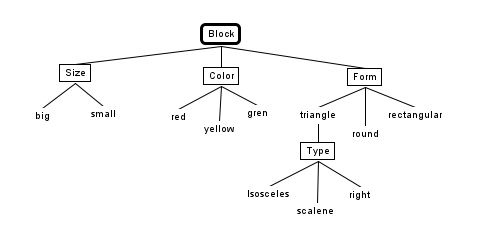 Block
Size
Color
Form
big
small
red
yellow
gren
triangle
round
rectangular
Type
Isosceles
scalene
right